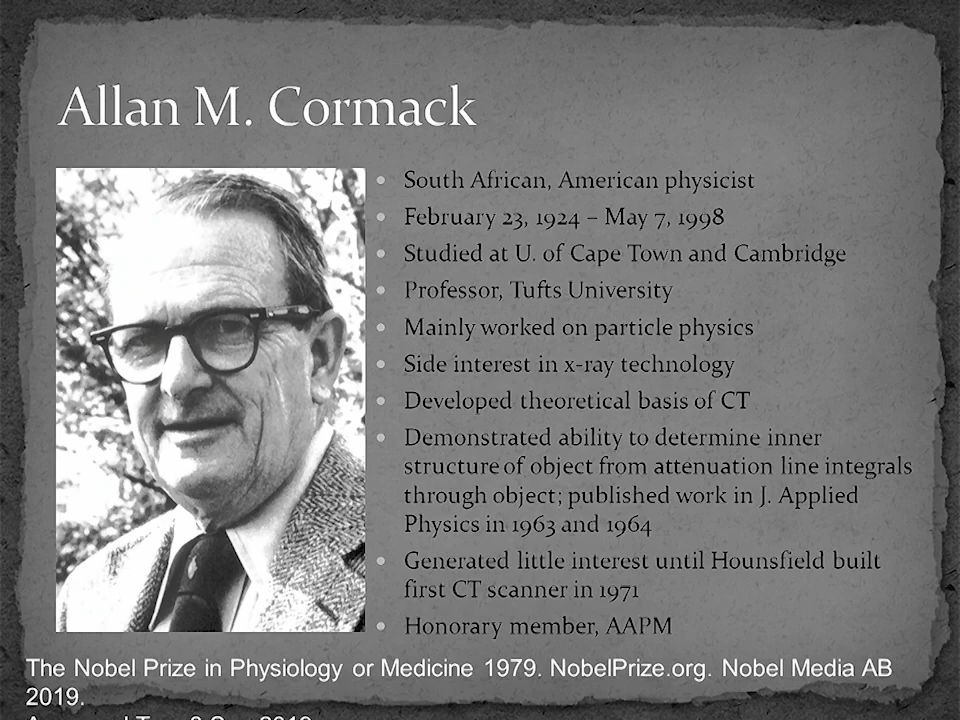 Allan M. Cormack
South African, American physicist
February 23, 1924 – May 7, 1998
Studied at U. of Cape Town and Cambridge
Professor, Tufts University
Mainly worked on particle physics
Side interest in x-ray technology
Developed theoretical basis of CT
Demonstrated ability to determine inner
structure of object from attenuation line integrals
through object; published work in J. Applied
Physics in 1963 and 1964
Generated little interest until Hounsfield built
first CT scanner in 1971
Honorary member, AAPM
The Nobel Prize in Physiology or Medicine 1979. NobelPrize.org. Nobel Media AB
2019.